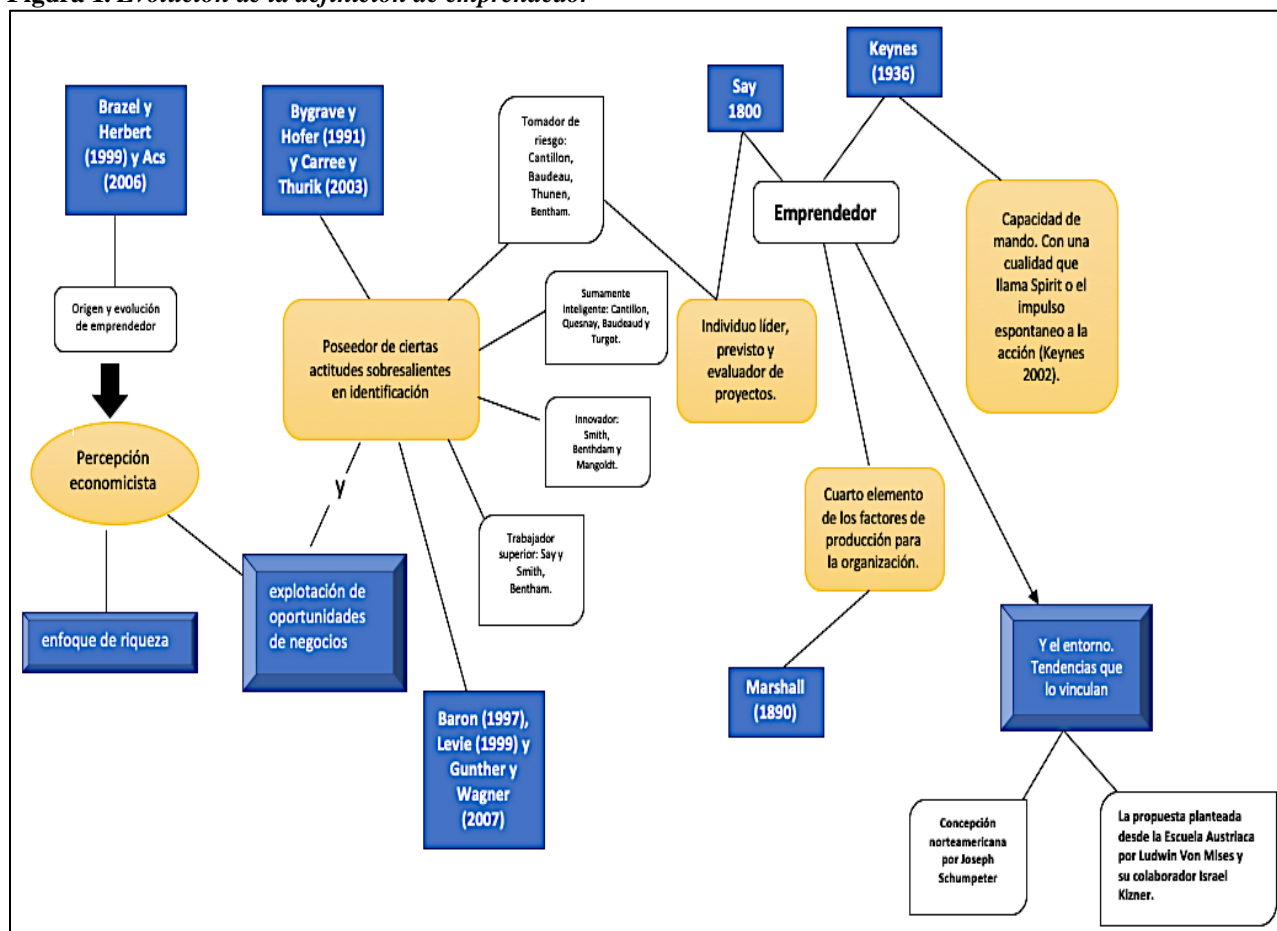 Figura 1. Evolución de la definición de emprendedor
Keynes
(1936)
Say
1800
Brazel y
Herbert
(1999) y Acs
(2006)
Bygrave y
Hofer (1991)
y Carree y
Thurik (2003)
Tomador de
riesgo:
Cantillon,
Baudeau,
Thunen,
Bentham.
Emprendedor
Capacidad de
mando. Con una
cualidad que
llama Spirit o el
impulso
espontaneo a la
acción (Keynes
2002).
Origen y evolución
de emprendedor
Sumamente
Inteligente: Cantillon,
Quesnay, Baudeaud y
Turgot.
Individuo líder,
previsto y
evaluador de
proyectos.
Poseedor de ciertas
actitudes sobresalientes
en identificación
Innovador:
Smith,
Benthdam y
Mangoldt.
Percepción
economicista
y
Cuarto elemento
de los factores de
producción para
la organización.
Trabajador
superior: Say y
Smith,
Bentham.
explotación de
oportunidades
de negocios
enfoque de riqueza
Y el entorno.
Tendencias que
lo vinculan
Marshall
(1890)
Baron (1997),
Levie (1999) y
Gunther y
Wagner
(2007)
Concepción
norteamericana
por Joseph
Schumpeter
La propuesta planteada
desde la Escuela Austriaca
por Ludwin Von Mises y
su colaborador Israel
Kizner.